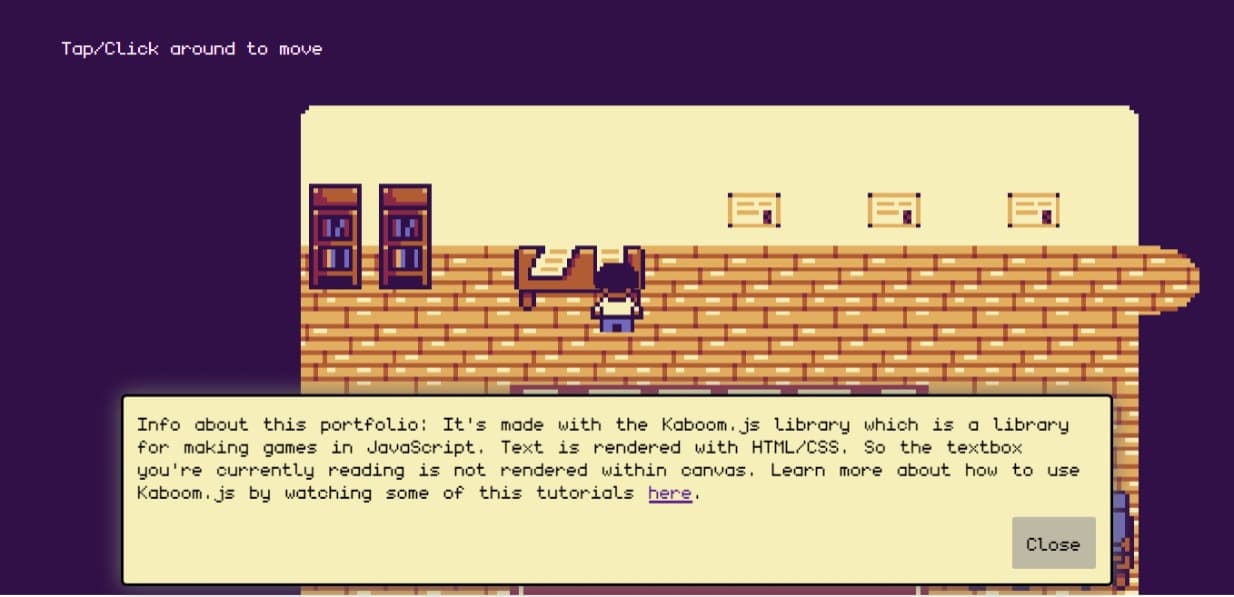 Tap/Click around to move
Info about this portfolio: It's made with the Kaboom.js library which is a library
for making games in JavaScript. Text is rendered with HTML/CSS. So the textbox
you're currently reading is not rendered within canvas. Learn more about how to use
Kaboom.js by watching some of this tutorials here.
Close